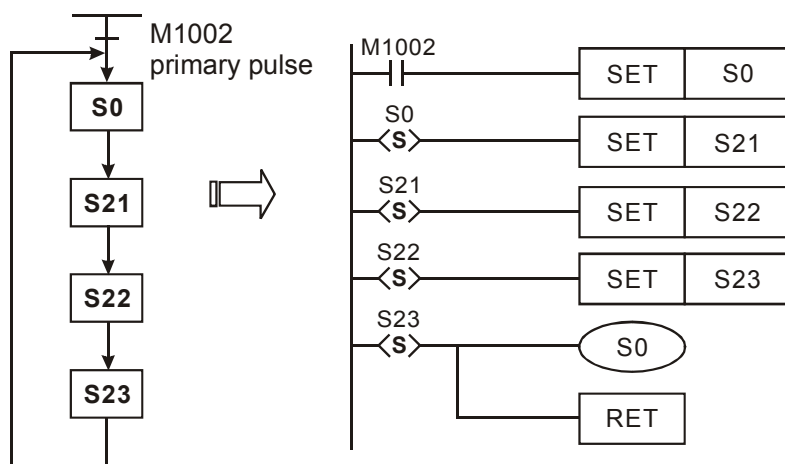 M1002
primary pulse
S0
S21
S22
S23
M1002
SET S0
S0
S
SET S21
S21
S
SET S22
S22
S
SET S23
S23
S
S0
RET